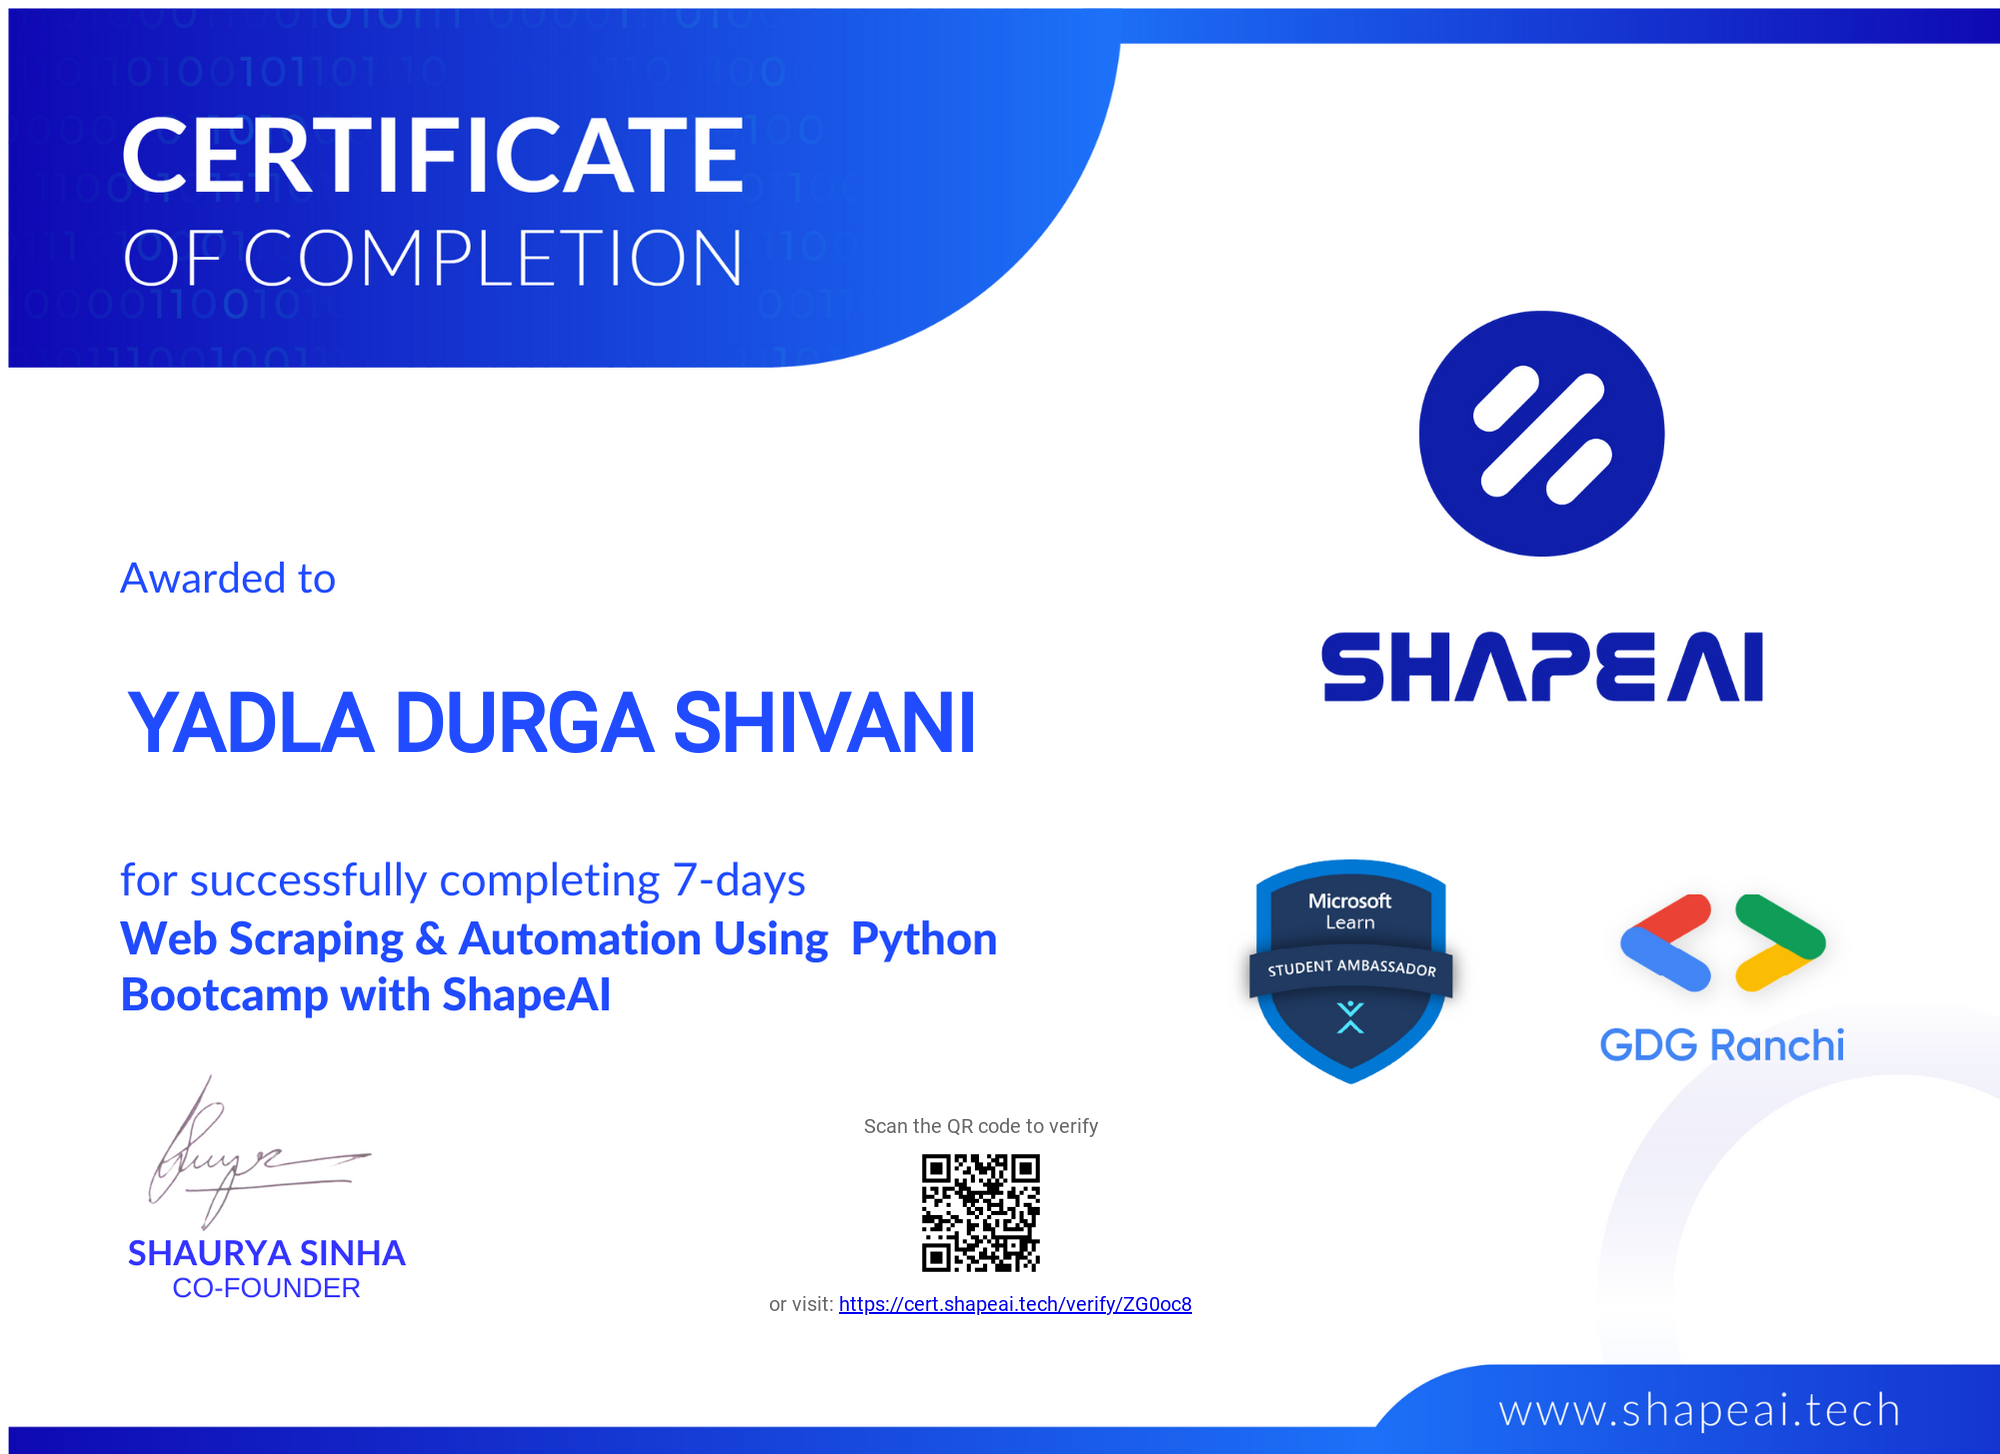 CERTIFICATE
OF COMPLETION
Awarded to
YADLA DURGA SHIVANI
for successfully completing 7-days
Web Scraping & Automation Using  Python
Bootcamp with ShapeAI
SHAURYA SINHA
CO-FOUNDER
Scan the QR code to verify
or visit: https://cert.shapeai.tech/verify/ZG0oc8
SHAPEAI
Microsoft
Learn
STUDENT AMBASSADOR
GDG Ranchi
www.shapeai.tech